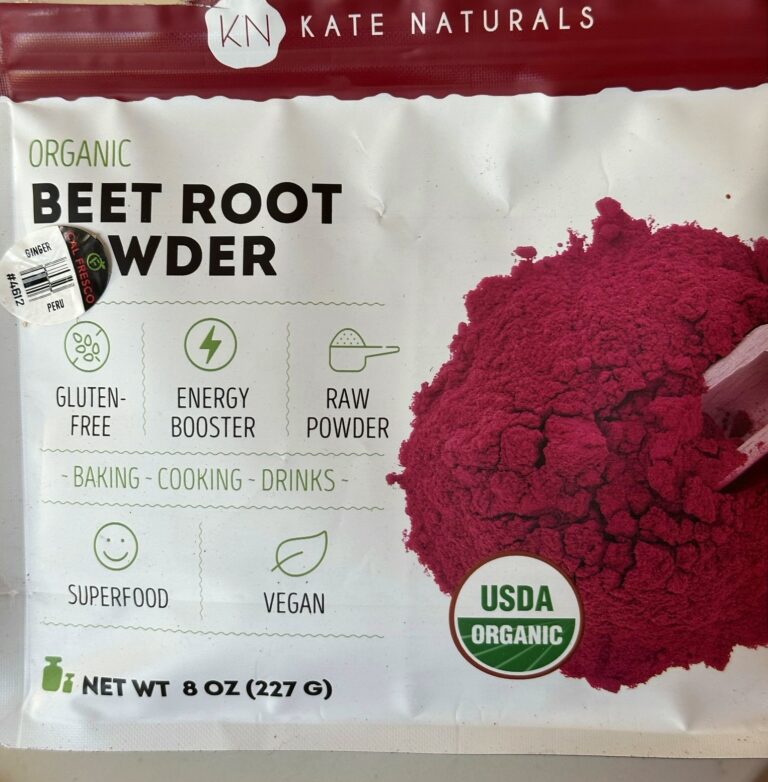 KN KATE NATURALS
ORGANIC
BEET ROOT
WDER
GINGER
#4612
PERU
CAL FRESCO
GLUTEN-
FREE
ENERGY
BOOSTER
RAW
POWDER
- BAKING - COOKING - DRINKS -
SUPERFOOD
VEGAN
USDA
ORGANIC
NET WT 8 OZ (227 G)